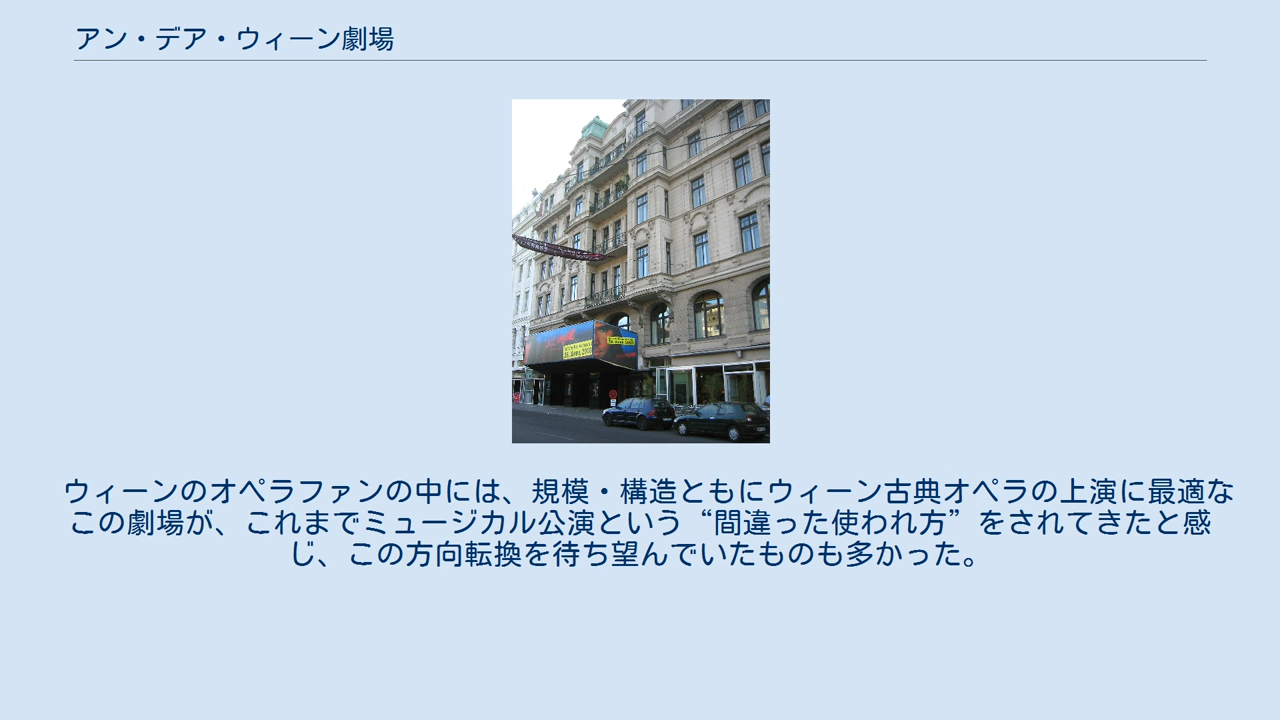 アン・デア・ウィーン劇場
ウィーンのオペラファンの中には、規模・構造ともにウィーン古典オペラの上演に最適な
この劇場が、これまでミュージカル公演という“間違った使われ方”をされてきたと感
じ、この方向転換を待ち望んでいたものも多かった。